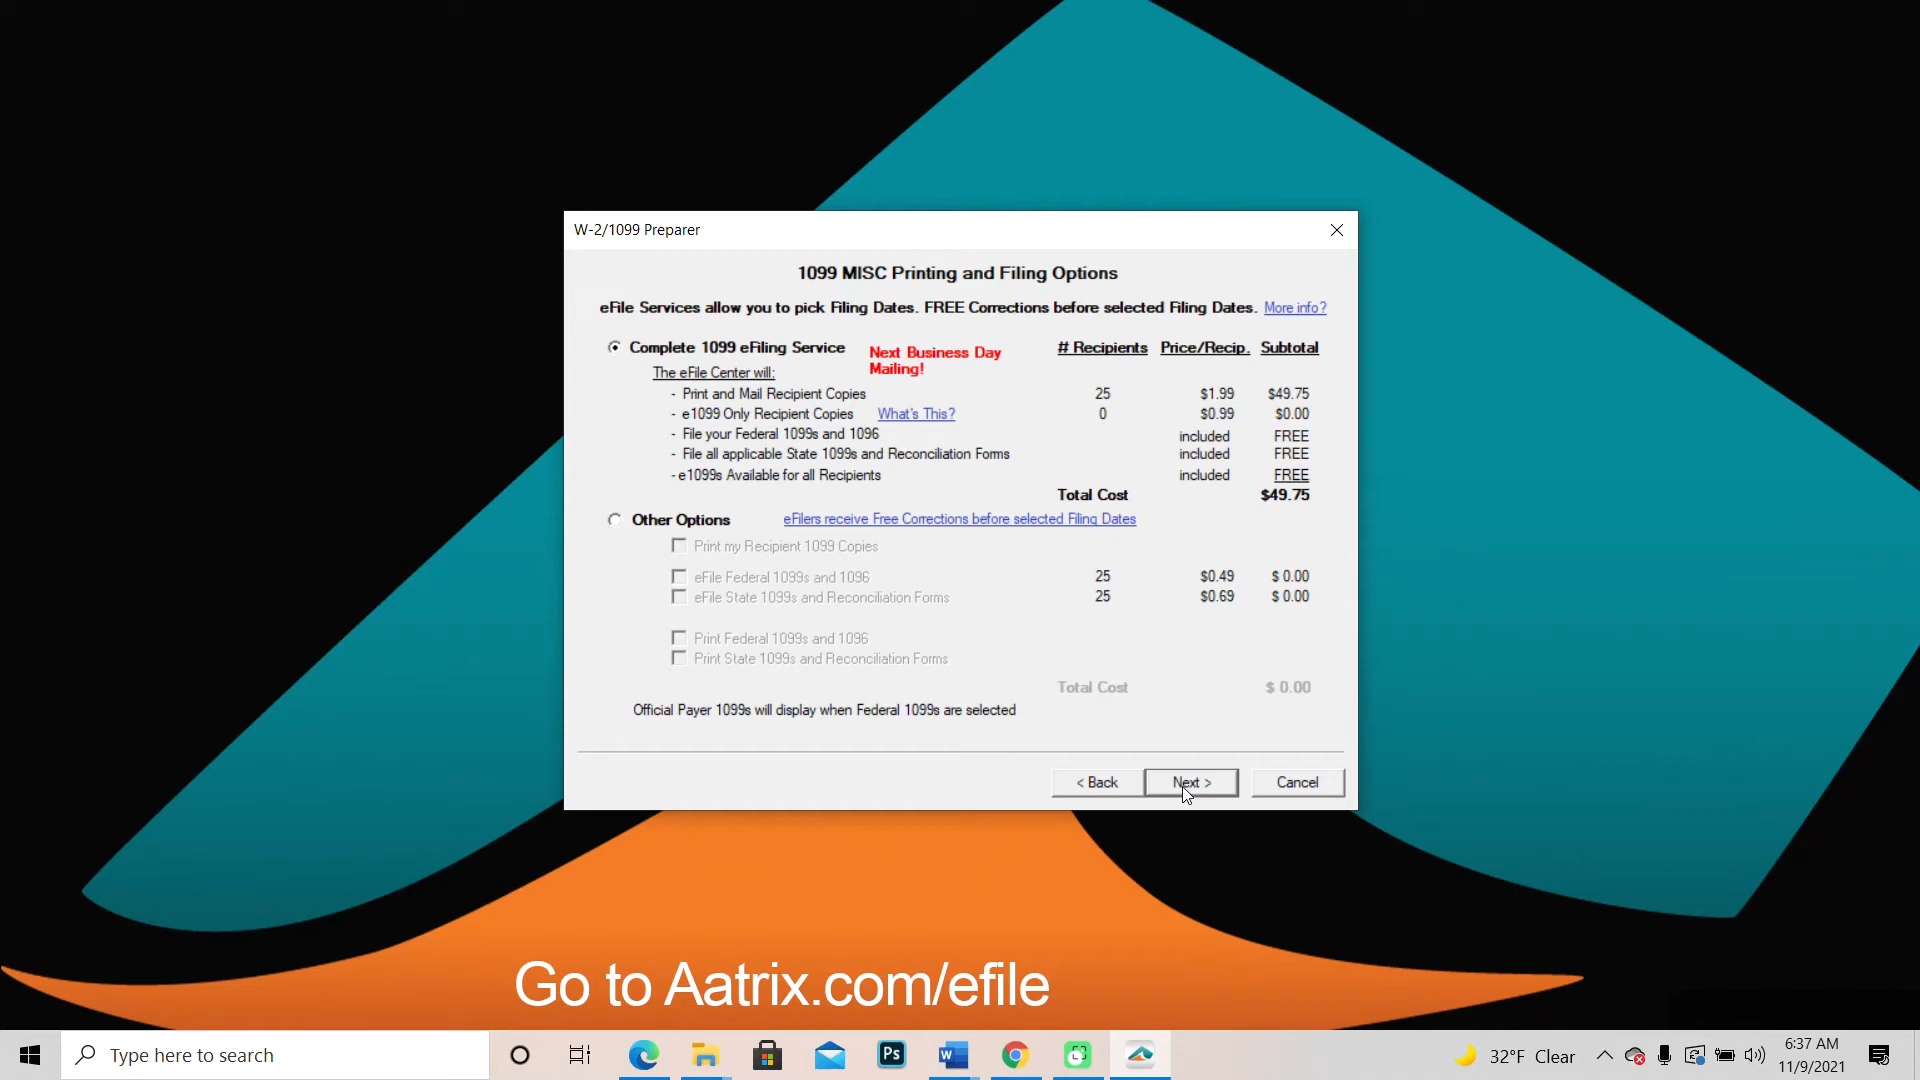 W-2/1099 Preparer
1099 MISC Printing and Filing Options
eFile Services allow you to pick Filing Dates. FREE Corrections before selected Filing Dates. More info?
Complete 1099 eFiling Service
Next Business Day
Mailing!
# Recipients Price/Recip. Subtotal
The eFile Center will:
- Print and Mail Recipient Copies 25 $1.99 $49.75
- e1099 Only Recipient Copies What's This? 0 $0.99 $0.00
- File your Federal 1099s and 1096 included FREE
- File all applicable State 1099s and Reconciliation Forms included FREE
- e1099s Available for all Recipients included FREE
Total Cost $49.75
Other Options eFilers receive Free Corrections before selected Filing Dates
Print my Recipient 1099 Copies
eFile Federal 1099s and 1096 25 $0.49 $ 0.00
eFile State 1099s and Reconciliation Forms 25 $0.69 $ 0.00
Print Federal 1099s and 1096
Print State 1099s and Reconciliation Forms
Total Cost $ 0.00
Official Payer 1099s will display when Federal 1099s are selected
< Back Next > Cancel
Go to Aatrix.com/efile
Type here to search
Ps
W
32°F Clear
6:37 AM
11/9/2021